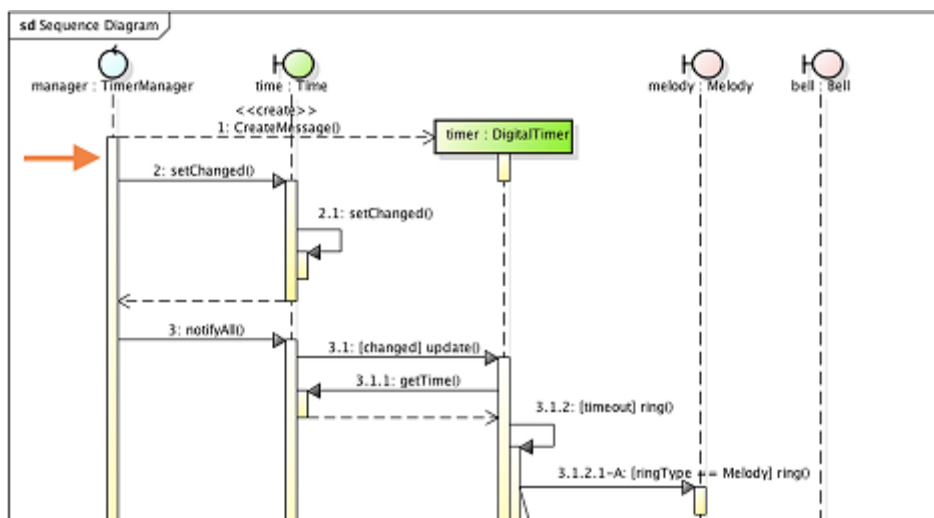 sd Sequence Diagram
manager : TimerManager
time : Time
melody : Melody
bell : Bell
<<create>>
1: CreateMessage()
timer : DigitalTimer
2: setChanged()
2.1: setChanged()
3: notifyAll()
3.1: [changed] update()
3.1.1: getTime()
3.1.2: [timeout] ring()
3.1.2.1-A: [ringType == Melody] ring()